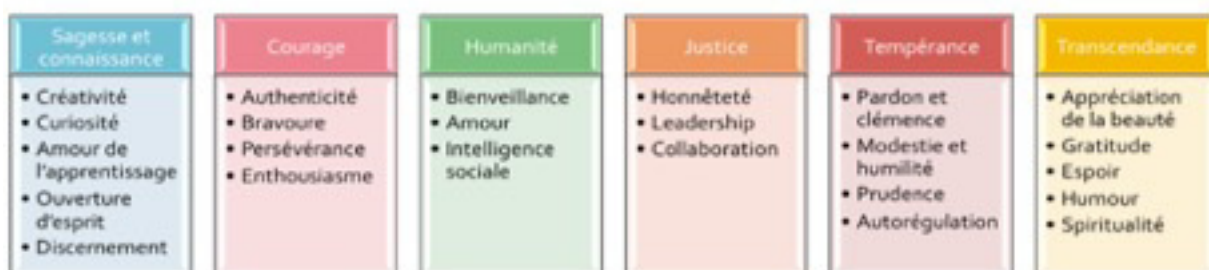 Sagesse et
connaissance
• Créativité
• Curiosité
• Amour de
l'apprentissage
• Ouverture
d'esprit
• Discernement
Courage
• Authenticité
• Bravoure
• Persévérance
• Enthousiasme
Humanité
• Bienveillance
• Amour
• Intelligence
sociale
Justice
• Honnêteté
• Leadership
• Collaboration
Tempérance
• Pardon et
clémence
• Modestie et
humilité
• Prudence
• Autorégulation
Transcendance
• Appréciation
de la beauté
• Gratitude
• Espoir
• Humour
• Spiritualité